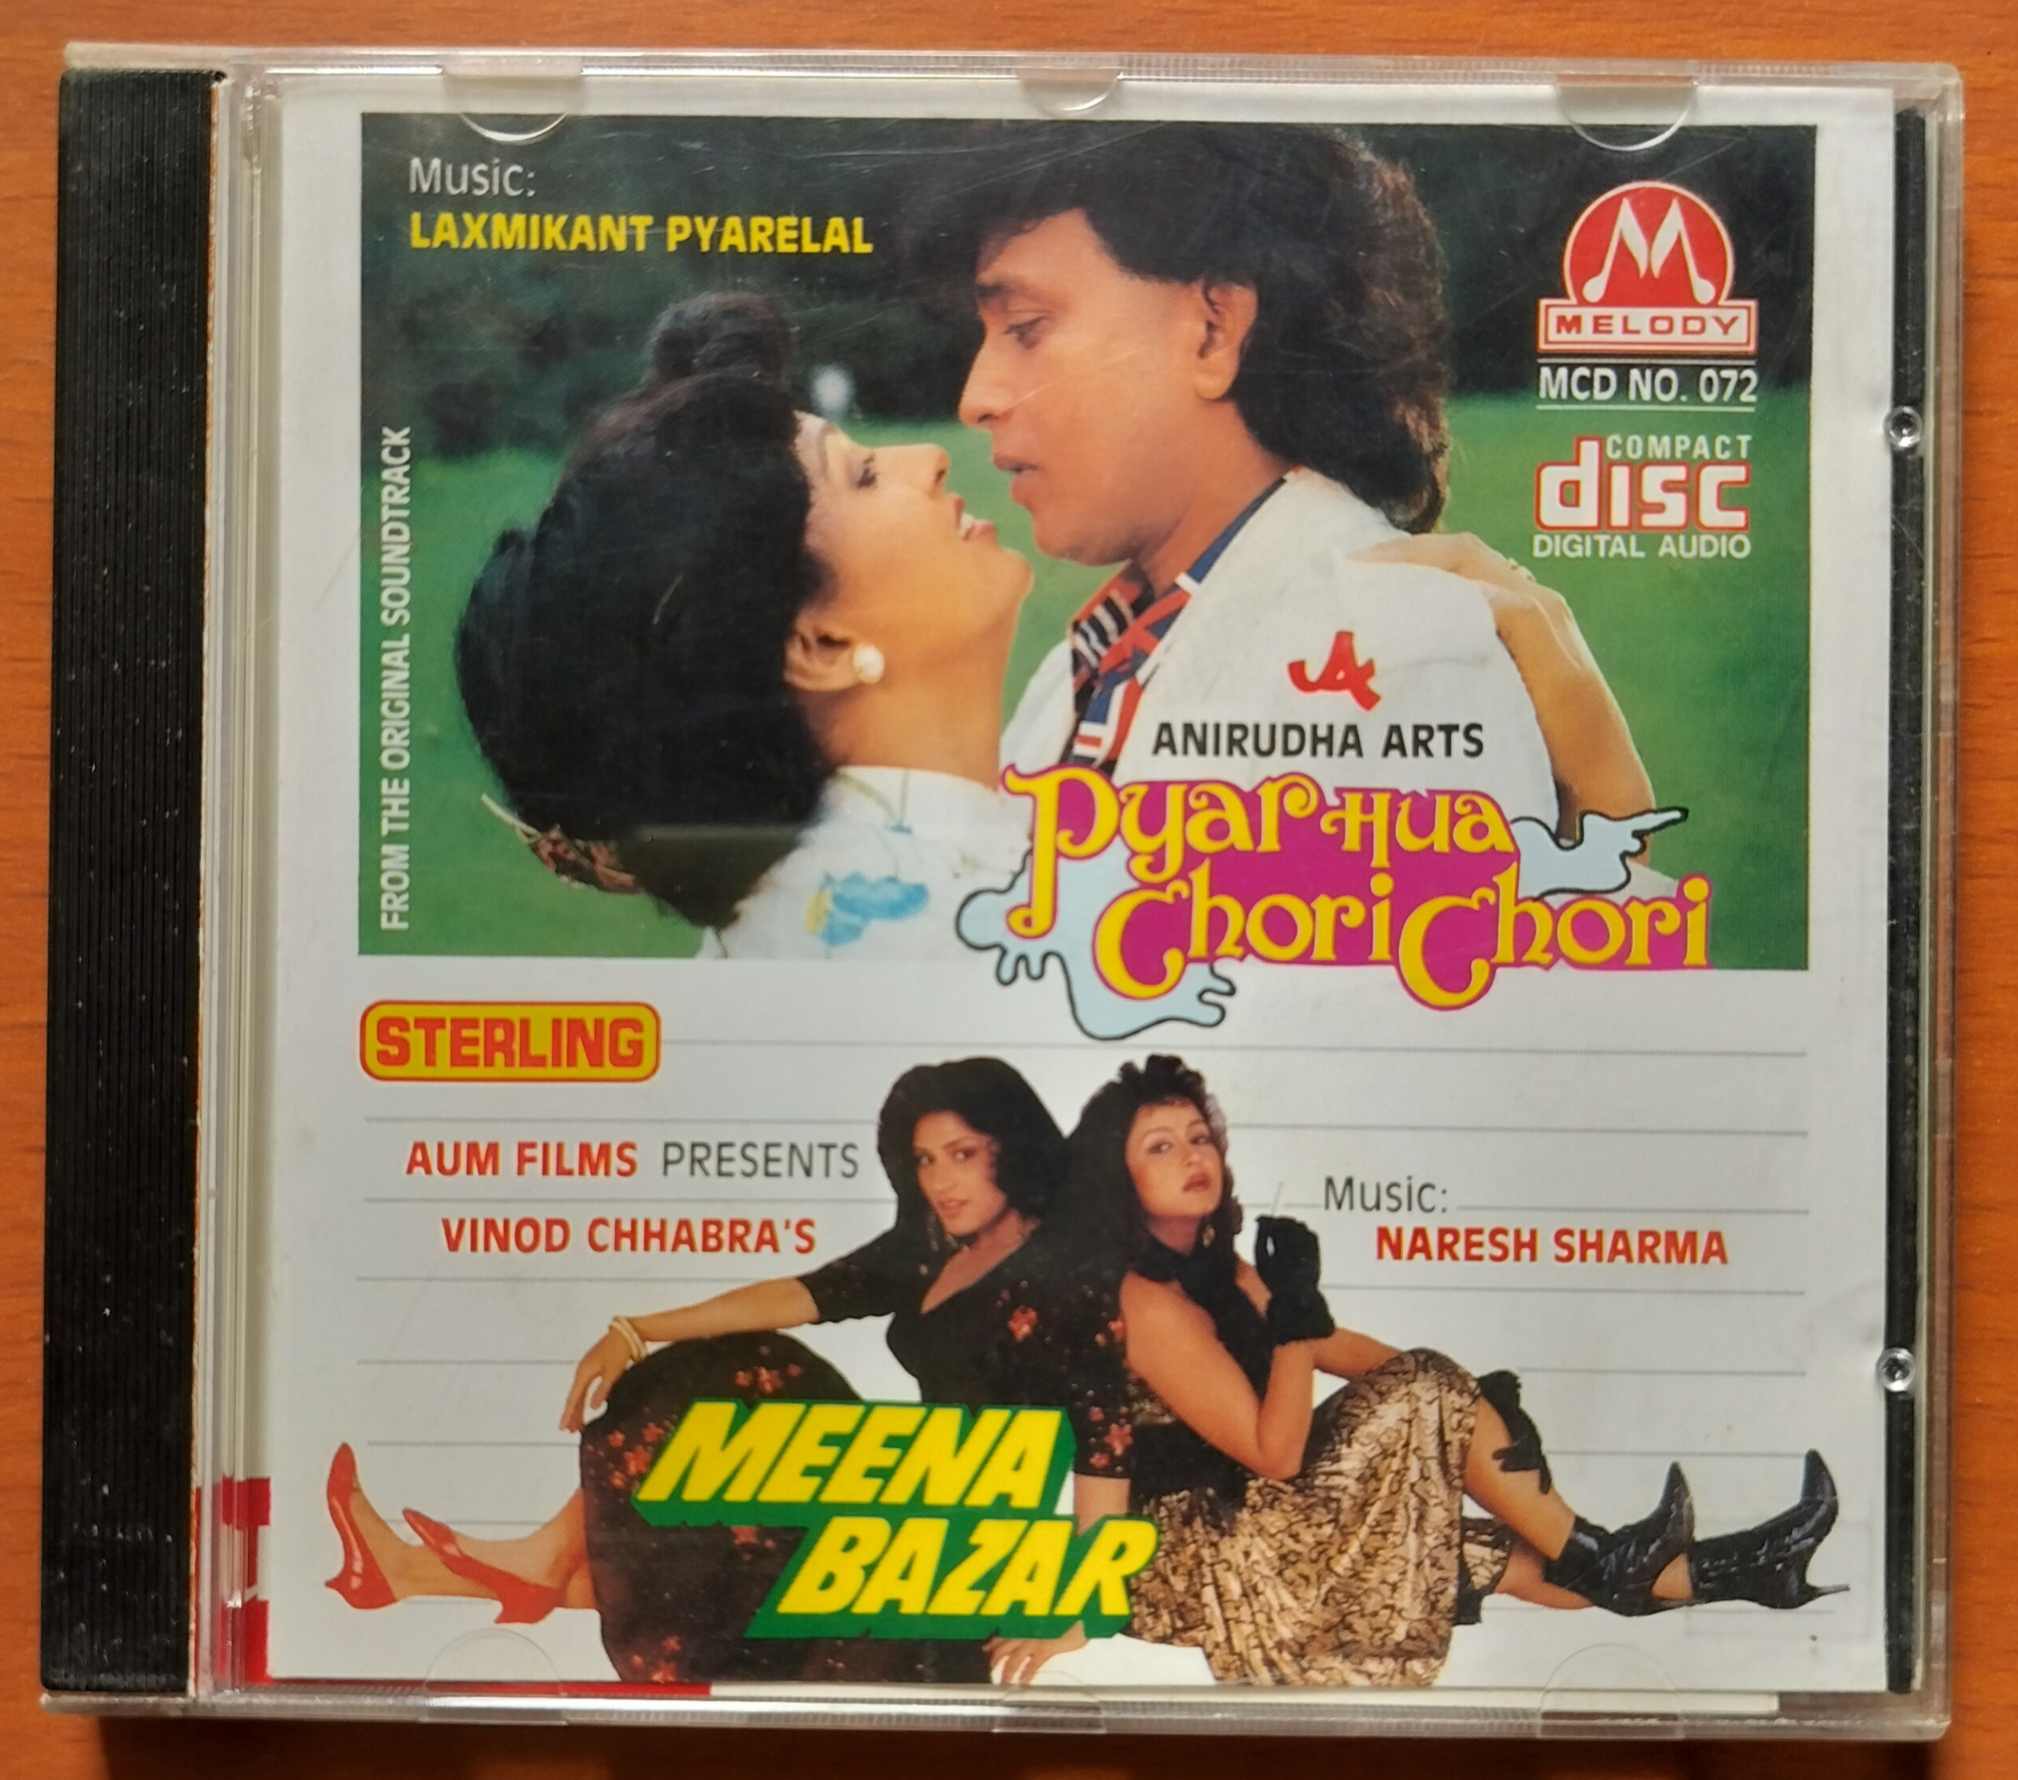 Music:
LAXMIKANT PYARELAL
M
MELODY
MCD NO. 072
COMPACT
disc
DIGITAL AUDIO
FROM THE ORIGINAL SOUNDTRACK
ANIRUDHA ARTS
Pyar Hua
Chori Chori
STERLING
AUM FILMS PRESENTS
VINOD CHHABRA'S
Music:
NARESH SHARMA
MEENA
BAZAR